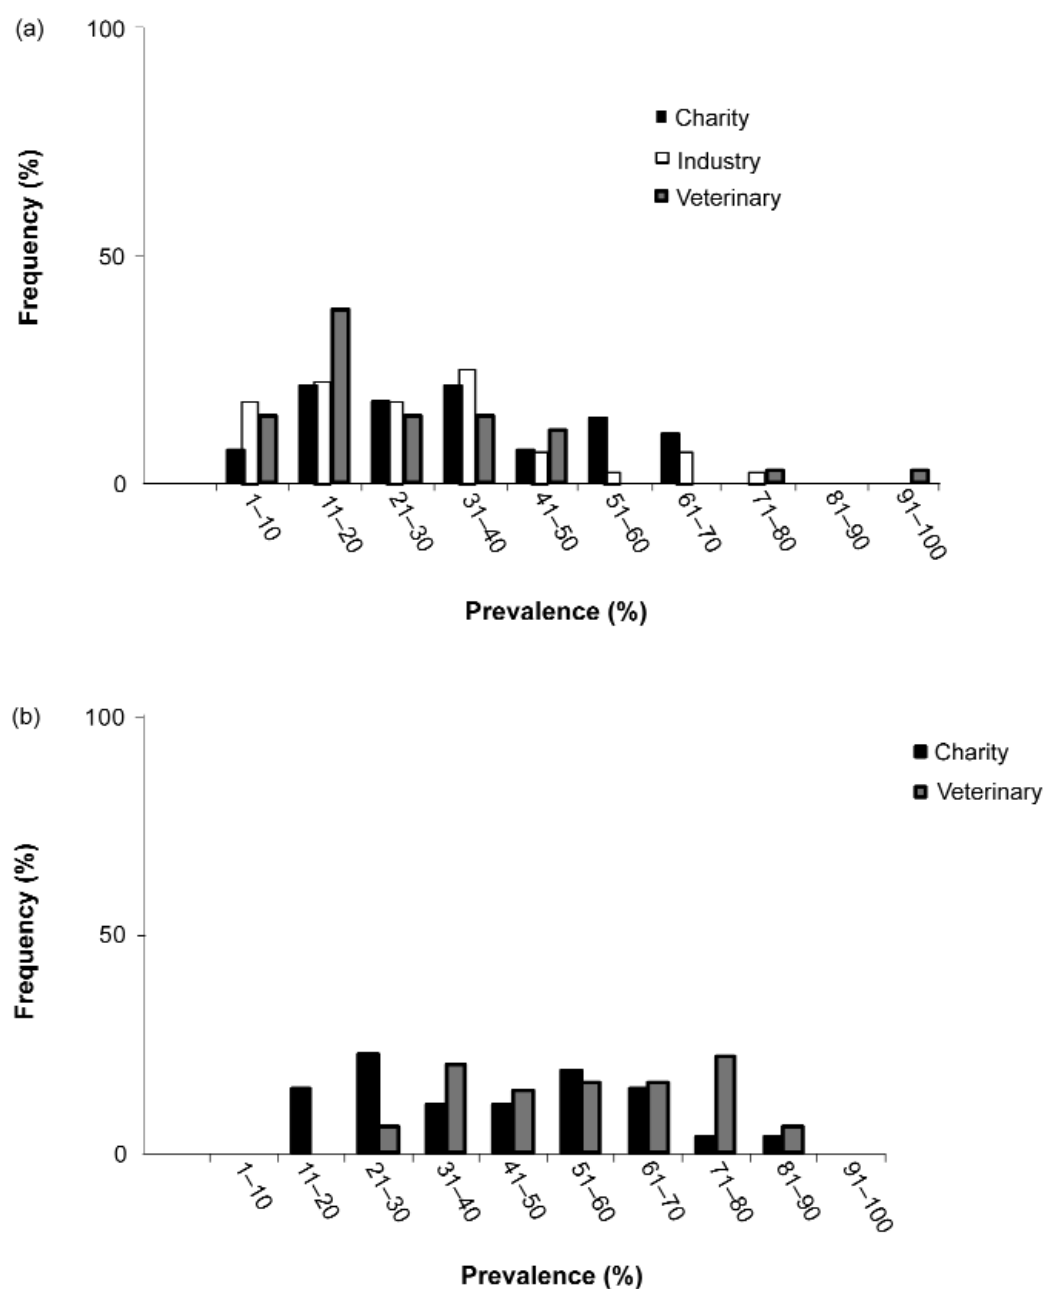 (a)
100
Charity
Industry
Veterinary
Frequency (%)
50
0
1–10
11–20
21–30
31–40
41–50
51–60
61–70
71–80
81–90
91–100
Prevalence (%)
(b)
100
Charity
Veterinary
Frequency (%)
50
0
1–10
11–20
21–30
31–40
41–50
51–60
61–70
71–80
81–90
91–100
Prevalence (%)